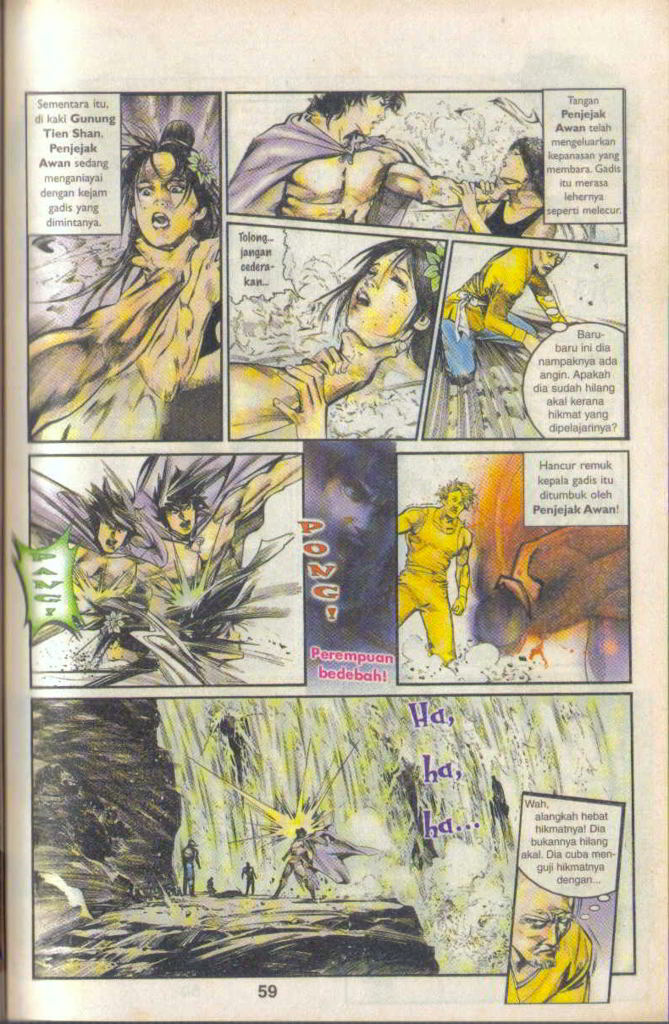 Sementara itu,
di kaki Gunung
Tien Shan.
Penjejak
Awan sedang
menganiayai
dengan kejam
gadis yang
dimintanya.
Tangan
Penjejak
Awan telah
mengeluarkan
kepanasan yang
membara. Gadis
itu merasa
lehernya
seperti melecur.
Tolong...
jangan
cedera-
kan...
Baru-
baru ini dia
nampaknya ada
angin. Apakah
dia sudah hilang
akal kerana
hikmat yang
dipelajarinya?
PANG!
PONG!
Perempuan
bedebah!
Hancur remuk
kepala gadis itu
ditumbuk oleh
Penjejak Awan!
Ha,
ha,
ha...
Wah,
alangkah hebat
hikmatnya! Dia
bukannya hilang
akal. Dia cuba men-
guji hikmatnya
dengan...
59